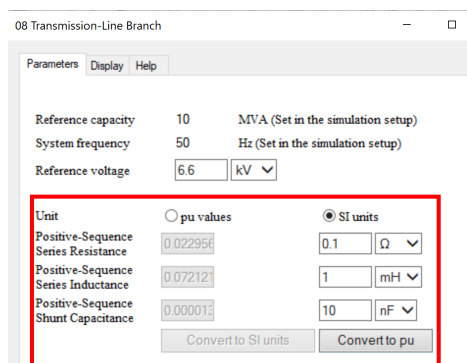 08 Transmission-Line Branch
Parameters Display Help
Reference capacity 10 MVA (Set in the simulation setup)
System frequency 50 Hz (Set in the simulation setup)
Reference voltage 6.6 kV
Unit pu values SI units
Positive-Sequence
Series Resistance 0.022956 0.1 Ω
Positive-Sequence
Series Inductance 0.072121 1 mH
Positive-Sequence
Shunt Capacitance 0.000013 10 nF
Convert to SI units Convert to pu